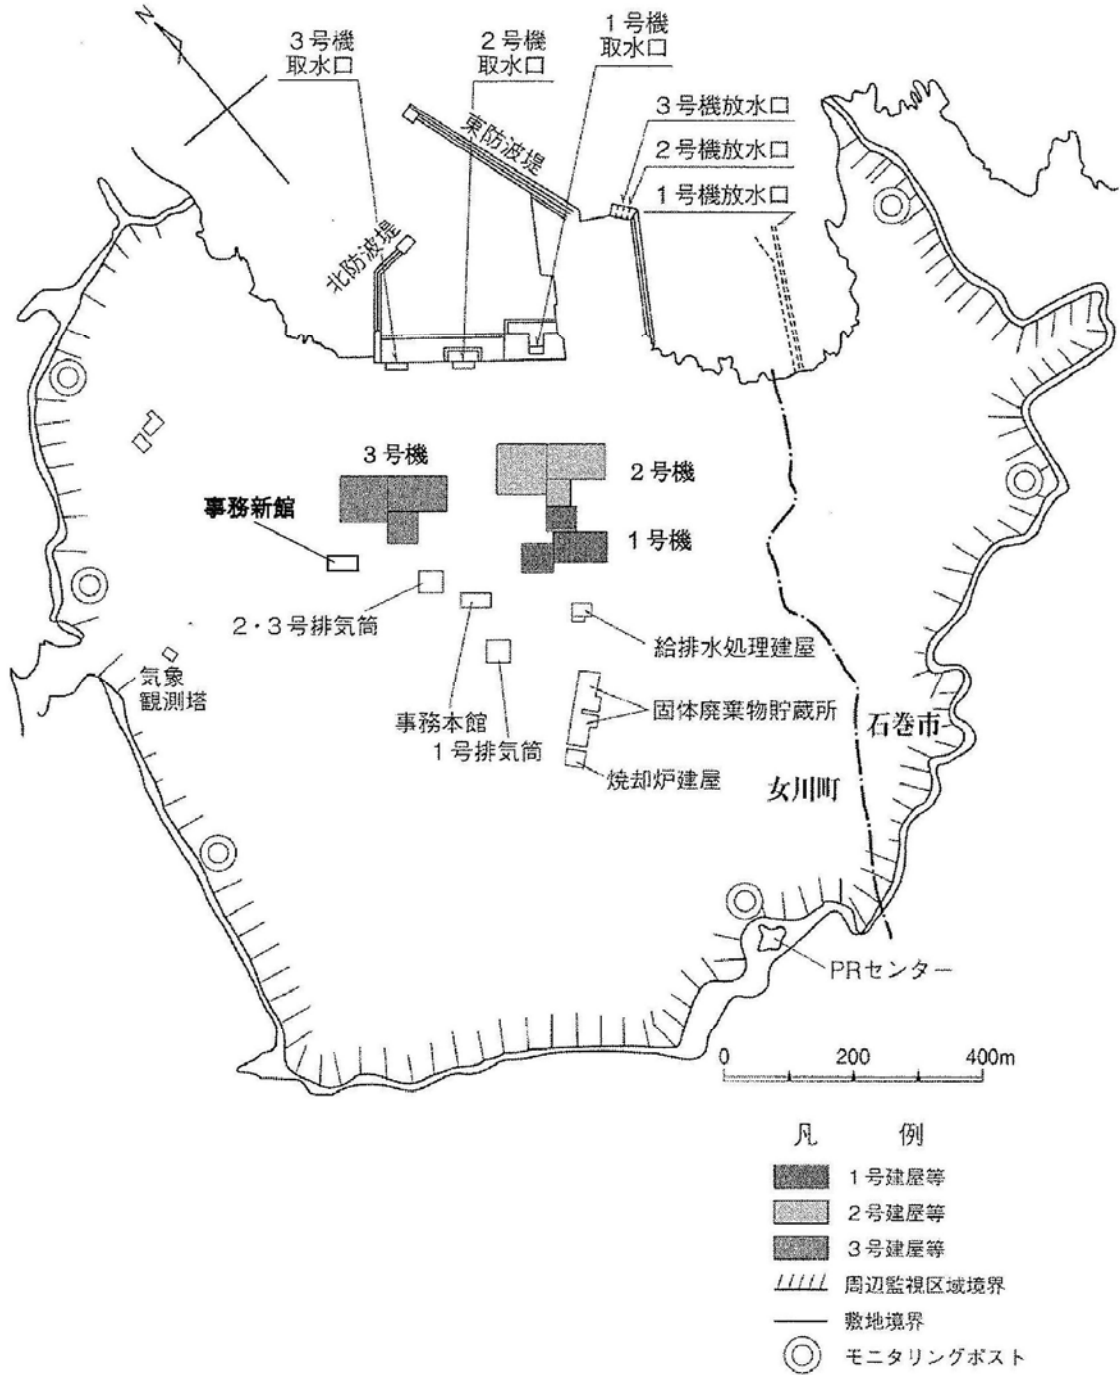 N
3号機
取水口
2号機
取水口
1号機
取水口
東防波堤
3号機放水口
2号機放水口
1号機放水口
北防波堤
3号機
2号機
事務新館
1号機
2・3号排気筒
給排水処理建屋
気象
観測塔
事務本館
1号排気筒
固体廃棄物貯蔵所
石巻市
焼却炉建屋
女川町
PRセンター
0 200 400m
凡 例
1号建屋等
2号建屋等
3号建屋等
周辺監視区域境界
敷地境界
モニタリングポスト